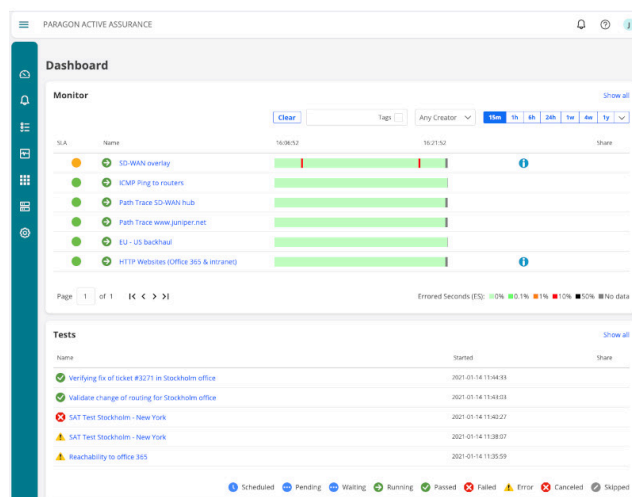 PARAGON ACTIVE ASSURANCE
J
Dashboard
Monitor Show all
Clear Tags Any Creator 15m 1h 6h 24h 1w 4w 1y
SLA Name 16:06:52 16:21:52 Share
SD-WAN overlay
ICMP Ping to routers
Path Trace SD-WAN hub
Path Trace www.juniper.net
EU - US backhaul
HTTP Websites (Office 365 & intranet)
Page 1 of 1 Errored Seconds (ES): 0% 0.1% 1% 10% 50% No data
Tests Show all
Name Started Share
Verifying fix of ticket #3271 in Stockholm office 2021-01-14 11:44:33
Validate change of routing for Stockholm office 2021-01-14 11:43:03
SAT Test Stockholm - New York 2021-01-14 11:40:27
SAT Test Stockholm - New York 2021-01-14 11:38:07
Reachability to office 365 2021-01-14 11:35:59
Scheduled Pending Waiting Running Passed Failed Error Canceled Skipped